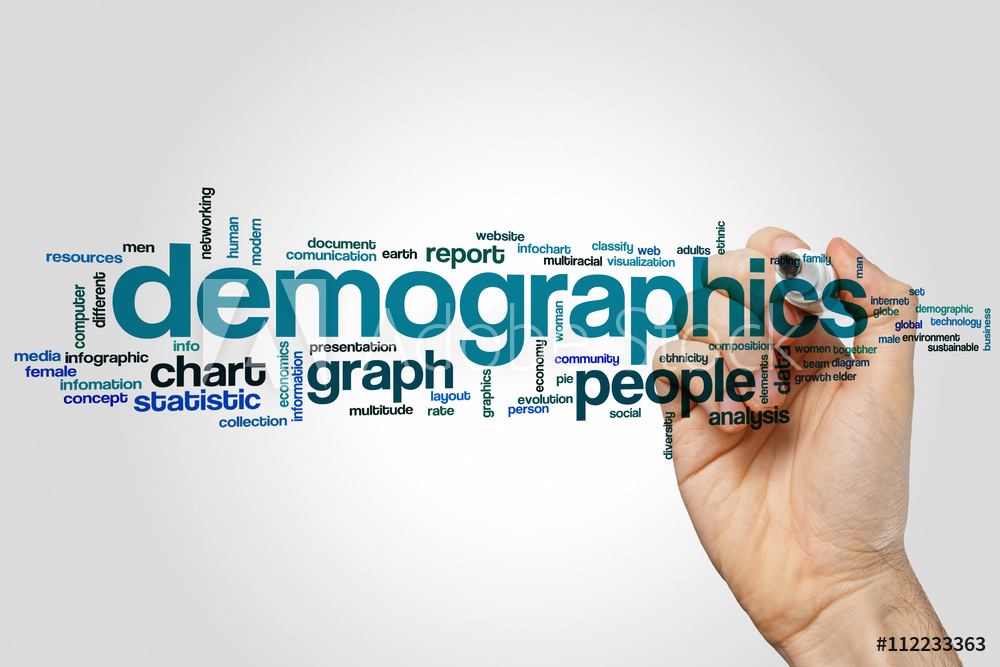 networking
human
modern
men
resources
document
comunication
earth
report
website
infochart
multiracial
classify
web
visualization
adults
ethnic
rating
family
man
demographics
different
computer
set
internet
globe
demographic
global
technology
business
male
environment
sustainable
media
infographic
female
infomation
concept
info
chart
statistic
collection
economics
information
presentation
graph
multitude
layout
rate
graphics
economy
woman
community
pie
evolution
person
people
social
ethnicity
composition
diversity
elements
data
analysis
women
together
team
diagram
growth
elder
Adobe Stock
#112233363